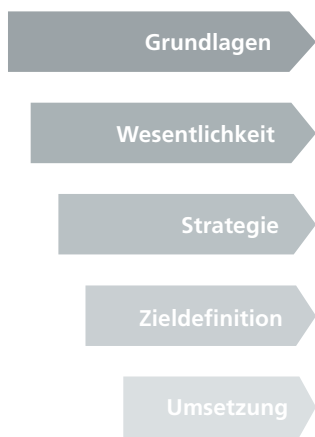 Grundlagen
Wesentlichkeit
Strategie
Zieldefinition
Umsetzung